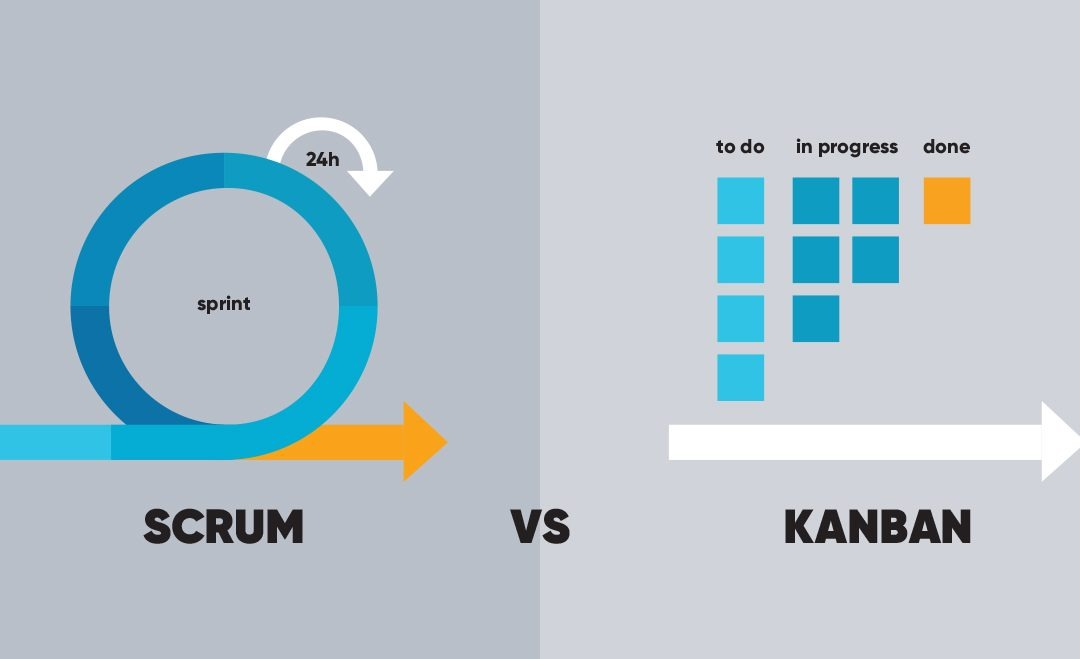 24h
sprint
to do in progress done
SCRUM VS KANBAN